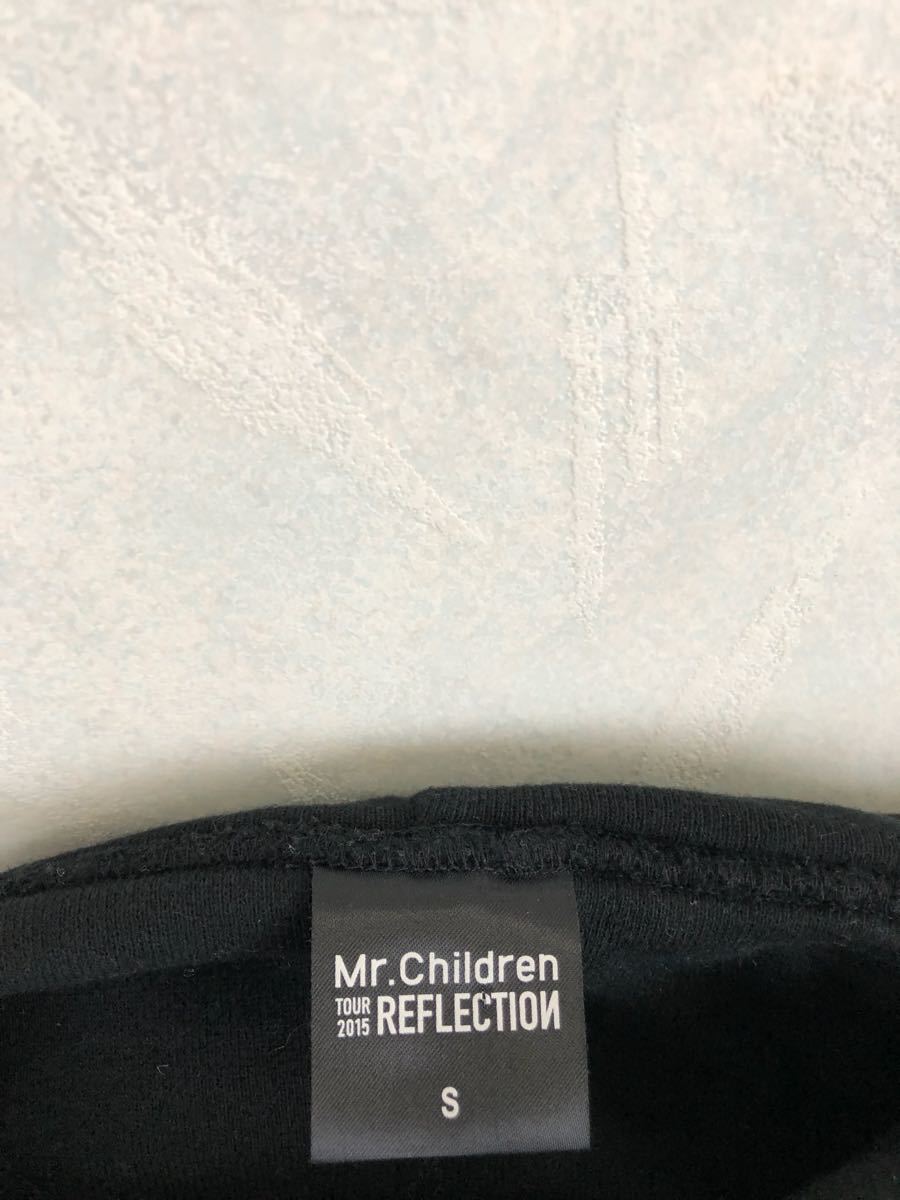 Mr.Children
TOUR 2015 REFLECTIOИ
S